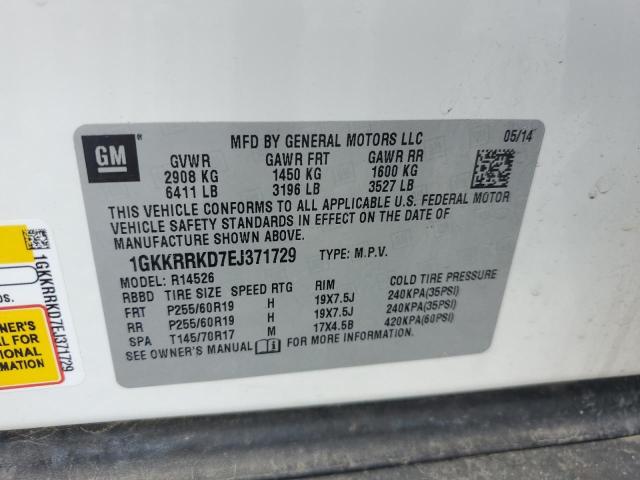 GM
MFD BY GENERAL MOTORS LLC 05/14
GVWR GAWR FRT GAWR RR
2908 KG 1450 KG 1600 KG
6411 LB 3196 LB 3527 LB
THIS VEHICLE CONFORMS TO ALL APPLICABLE U.S. FEDERAL MOTOR
VEHICLE SAFETY STANDARDS IN EFFECT ON THE DATE OF
MANUFACTURE SHOWN ABOVE.
1GKKRRKD7EJ371729 TYPE: M.P.V.
MODEL: R14526
RBBD TIRE SIZE SPEED RTG RIM COLD TIRE PRESSURE
FRT P255/60R19 H 19X7.5J 240KPA(35PSI)
RR P255/60R19 H 19X7.5J 240KPA(35PSI)
SPA T145/70R17 M 17X4.5B 420KPA(60PSI)
SEE OWNER'S MANUAL FOR MORE INFORMATION.
1GKKRRKD7EJ371729
OS.
WNER'S
AL FOR
TIONAL
MATION